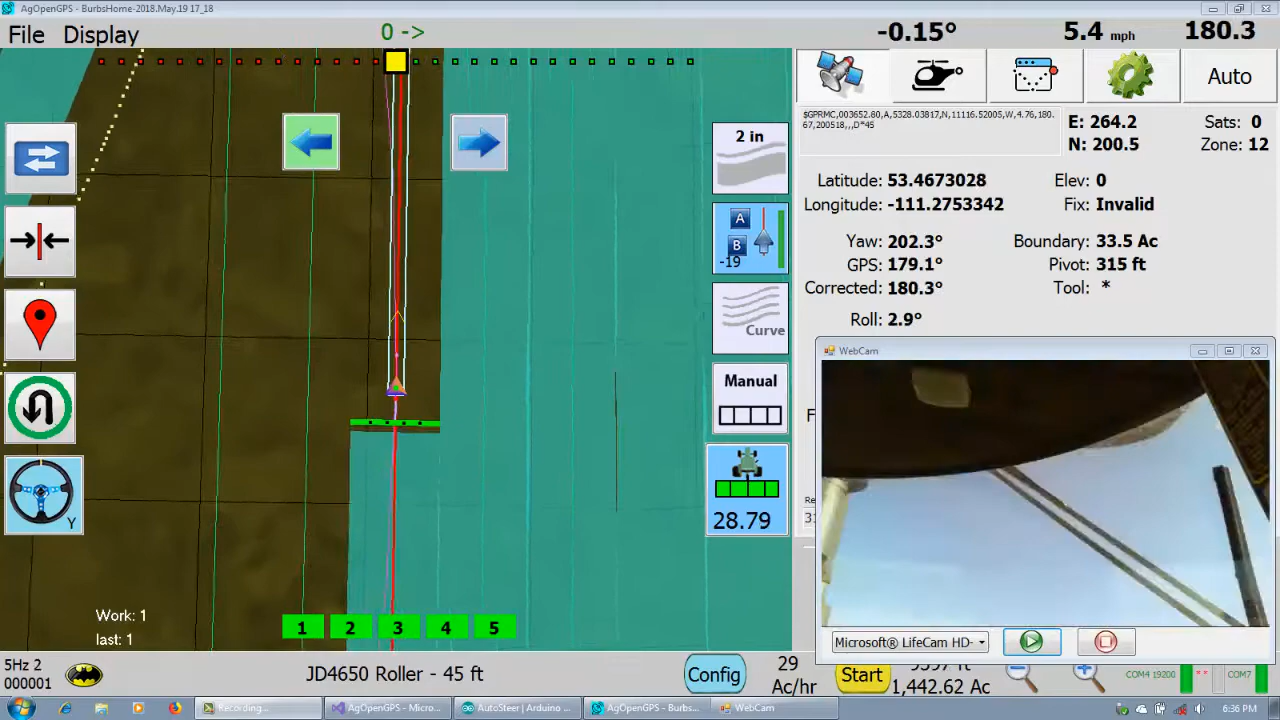 AgOpenGPS - BurbsHome-2018.May.19 17_18
File Display
0 ->
-0.15°
5.4 mph
180.3
Auto
$GPRMC,003652.80,A,5328.03817,N,11116.52005,W,4.76,180.
67,200518,,,D*45
E: 264.2
N: 200.5
Sats: 0
Zone: 12
Latitude: 53.4673028
Longitude: -111.2753342
Elev: 0
Fix: Invalid
Yaw: 202.3°
GPS: 179.1°
Corrected: 180.3°
Roll: 2.9°
Boundary: 33.5 Ac
Pivot: 315 ft
Tool: *
2 in
A
B
-19
Curve
Manual
28.79
Y
WebCam
Microsoft® LifeCam HD-
Work: 1
last: 1
1 2 3 4 5
5Hz 2
000001
JD4650 Roller - 45 ft
Config
29
Ac/hr
Start
1,442.62 Ac
COM4 19200
**
COM7
Recording...
AgOpenGPS - Micro...
AutoSteer | Arduino ...
AgOpenGPS - Burbs...
WebCam
6:36 PM